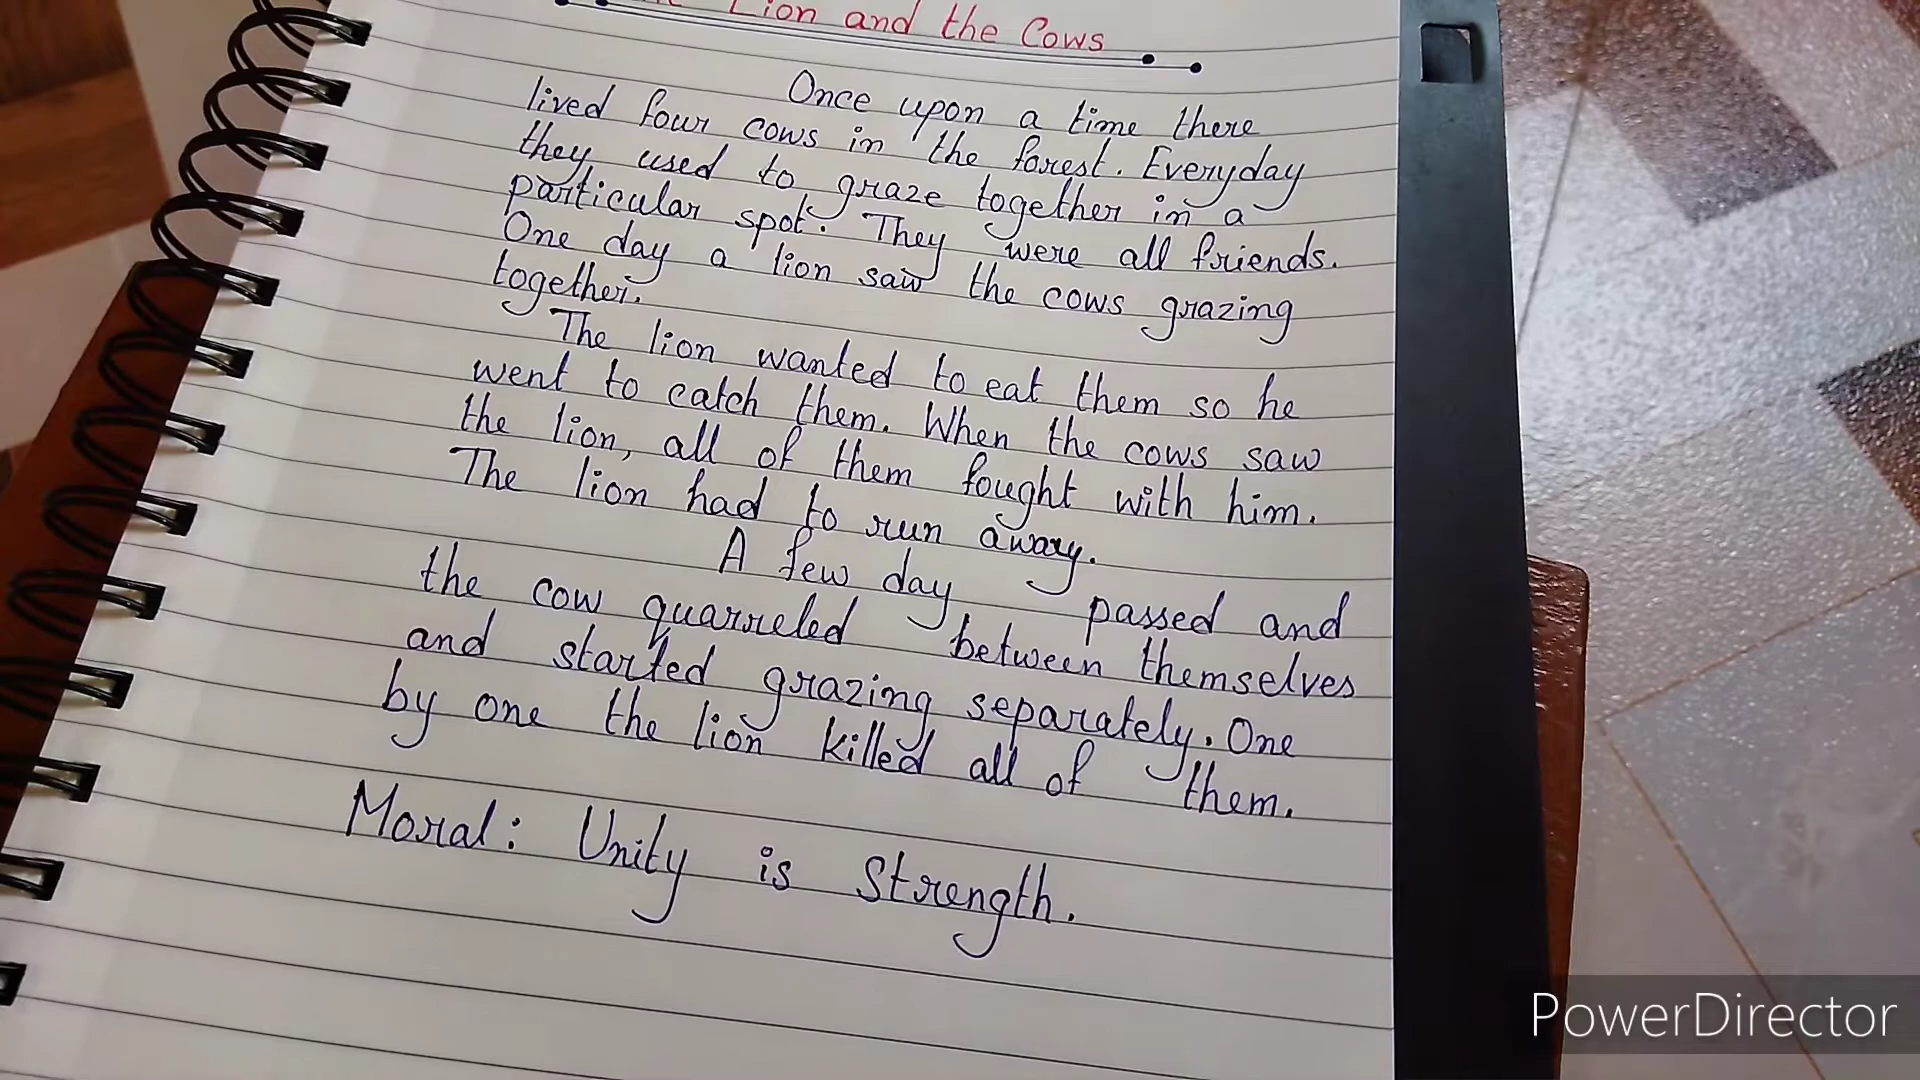 Lion and the Cows
Once upon a time there
lived four cows in the forest. Everyday
they used to graze together in a
particular spot. They were all friends.
One day a lion saw the cows grazing
together.
The lion wanted to eat them so he
went to catch them. When the cows saw
the lion, all of them fought with him.
The lion had to run away.
A few day passed and
the cow quarreled between themselves
and started grazing separately. One
by one the lion killed all of them.
Moral: Unity is Strength.
PowerDirector